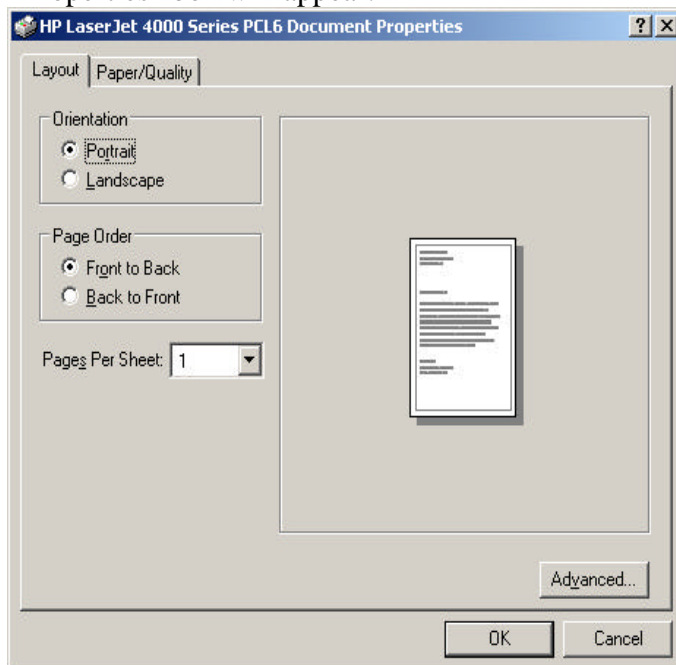 HP LaserJet 4000 Series PCL6 Document Properties
Layout
Paper/Quality
Orientation
Portrait
Landscape
Page Order
Front to Back
Back to Front
Pages Per Sheet: 1
Advanced...
OK
Cancel